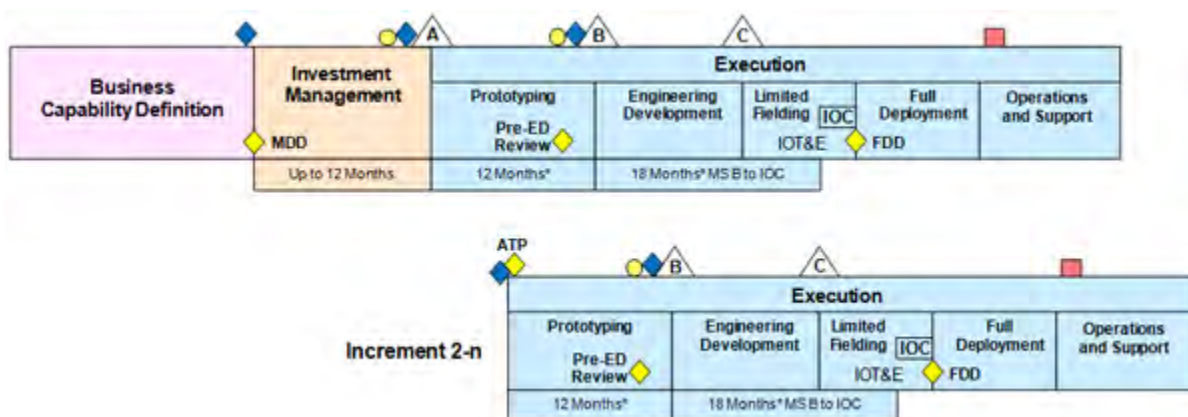 A
B
C
Business
Capability Definition
Investment
Management
MDD
Execution
Prototyping
Pre-ED
Review
Engineering
Development
Limited
Fielding
IOC
IOT&E
Full
Deployment
FDD
Operations
and Support
Up to 12 Months
12 Months*
18 Months* MS B to IOC
ATP
B
C
Increment 2-n
Execution
Prototyping
Pre-ED
Review
Engineering
Development
Limited
Fielding
IOC
IOT&E
Full
Deployment
FDD
Operations
and Support
12 Months*
18 Months* MS B to IOC